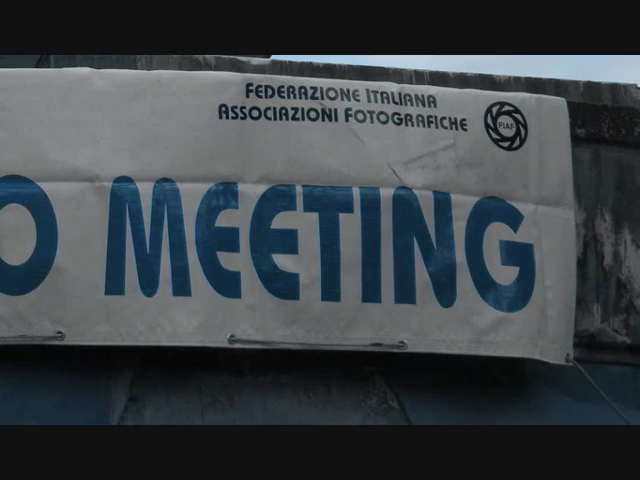 FEDERAZIONE ITALIANA
ASSOCIAZIONI FOTOGRAFICHE
FIAF
O MEETING